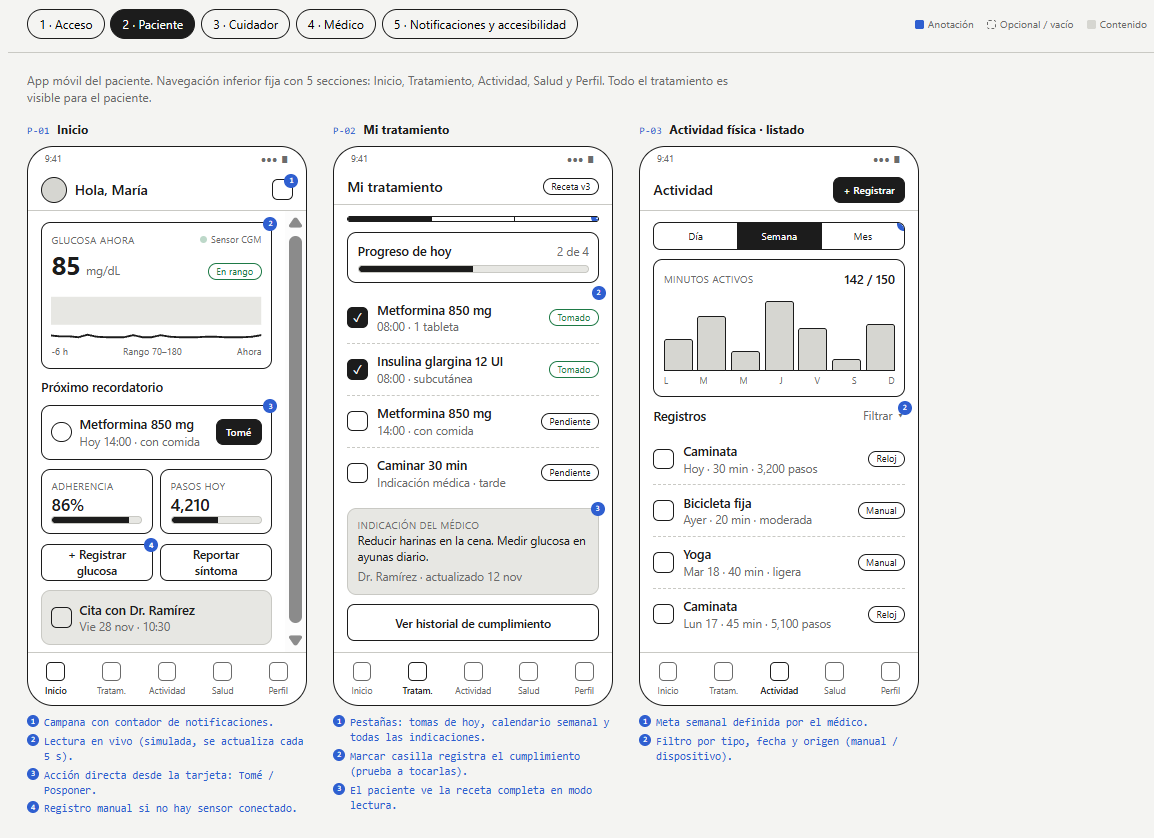 1 · Acceso
2 · Paciente
3 · Cuidador
4 · Médico
5 · Notificaciones y accesibilidad
Anotación
Opcional / vacío
Contenido
App móvil del paciente. Navegación inferior fija con 5 secciones: Inicio, Tratamiento, Actividad, Salud y Perfil. Todo el tratamiento es
visible para el paciente.
P-01 Inicio
9:41
Hola, María
1
2
GLUCOSA AHORA
Sensor CGM
85 mg/dL
En rango
-6 h
Rango 70–180
Ahora
Próximo recordatorio
3
Metformina 850 mg
Hoy 14:00 · con comida
Tomé
ADHERENCIA
86%
PASOS HOY
4,210
4
+ Registrar
glucosa
Reportar
síntoma
Cita con Dr. Ramírez
Vie 28 nov · 10:30
Inicio
Tratam.
Actividad
Salud
Perfil
1 Campana con contador de notificaciones.
2 Lectura en vivo (simulada, se actualiza cada
5 s).
3 Acción directa desde la tarjeta: Tomé /
Posponer.
4 Registro manual si no hay sensor conectado.
P-02 Mi tratamiento
9:41
Mi tratamiento
Receta v3
Progreso de hoy
2 de 4
2
Metformina 850 mg
08:00 · 1 tableta
Tomado
Insulina glargina 12 UI
08:00 · subcutánea
Tomado
Metformina 850 mg
14:00 · con comida
Pendiente
Caminar 30 min
Indicación médica · tarde
Pendiente
3
INDICACIÓN DEL MÉDICO
Reducir harinas en la cena. Medir glucosa en
ayunas diario.
Dr. Ramírez · actualizado 12 nov
Ver historial de cumplimiento
Inicio
Tratam.
Actividad
Salud
Perfil
1 Pestañas: tomas de hoy, calendario semanal y
todas las indicaciones.
2 Marcar casilla registra el cumplimiento
(prueba a tocarlas).
3 El paciente ve la receta completa en modo
lectura.
P-03 Actividad física · listado
9:41
Actividad
+ Registrar
Día
Semana
Mes
MINUTOS ACTIVOS
142 / 150
L
M
M
J
V
S
D
Registros
Filtrar
2
Caminata
Hoy · 30 min · 3,200 pasos
Reloj
Bicicleta fija
Ayer · 20 min · moderada
Manual
Yoga
Mar 18 · 40 min · ligera
Manual
Caminata
Lun 17 · 45 min · 5,100 pasos
Reloj
Inicio
Tratam.
Actividad
Salud
Perfil
1 Meta semanal definida por el médico.
2 Filtro por tipo, fecha y origen (manual /
dispositivo).